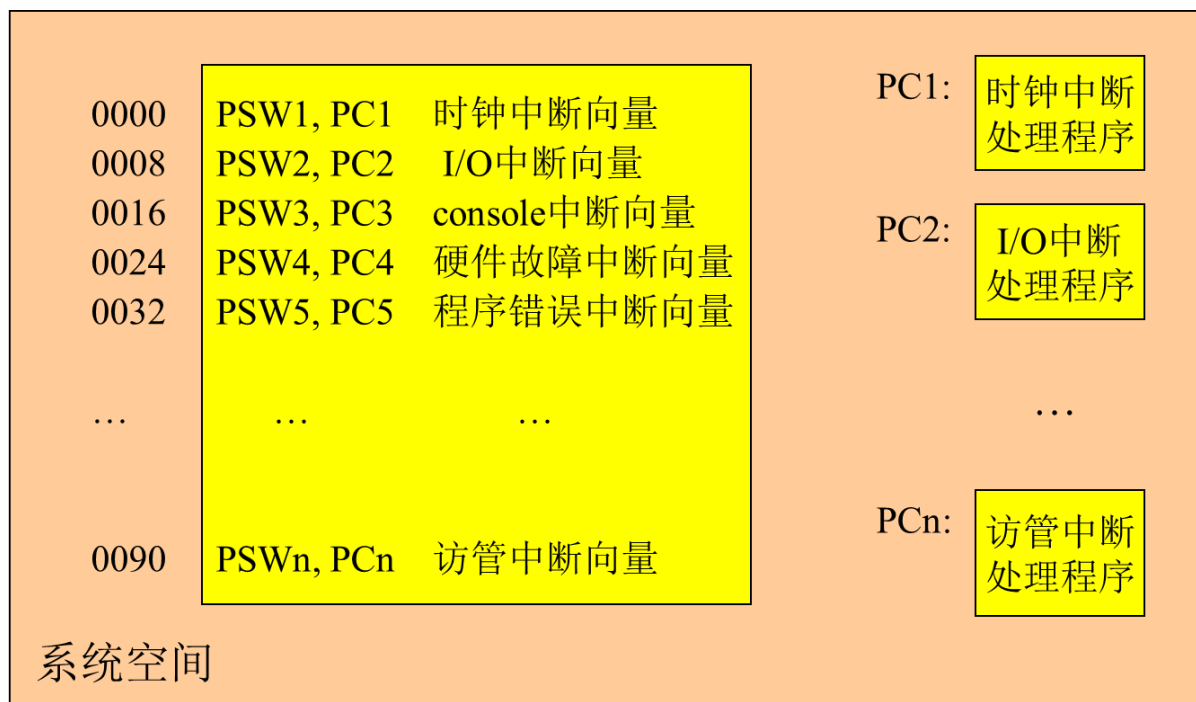 0000 PSW1, PC1 时钟中断向量
0008 PSW2, PC2 I/O中断向量
0016 PSW3, PC3 console中断向量
0024 PSW4, PC4 硬件故障中断向量
0032 PSW5, PC5 程序错误中断向量
… … …
0090 PSWn, PCn 访管中断向量
PC1:
时钟中断
处理程序
PC2:
I/O中断
处理程序
…
PCn:
访管中断
处理程序
系统空间